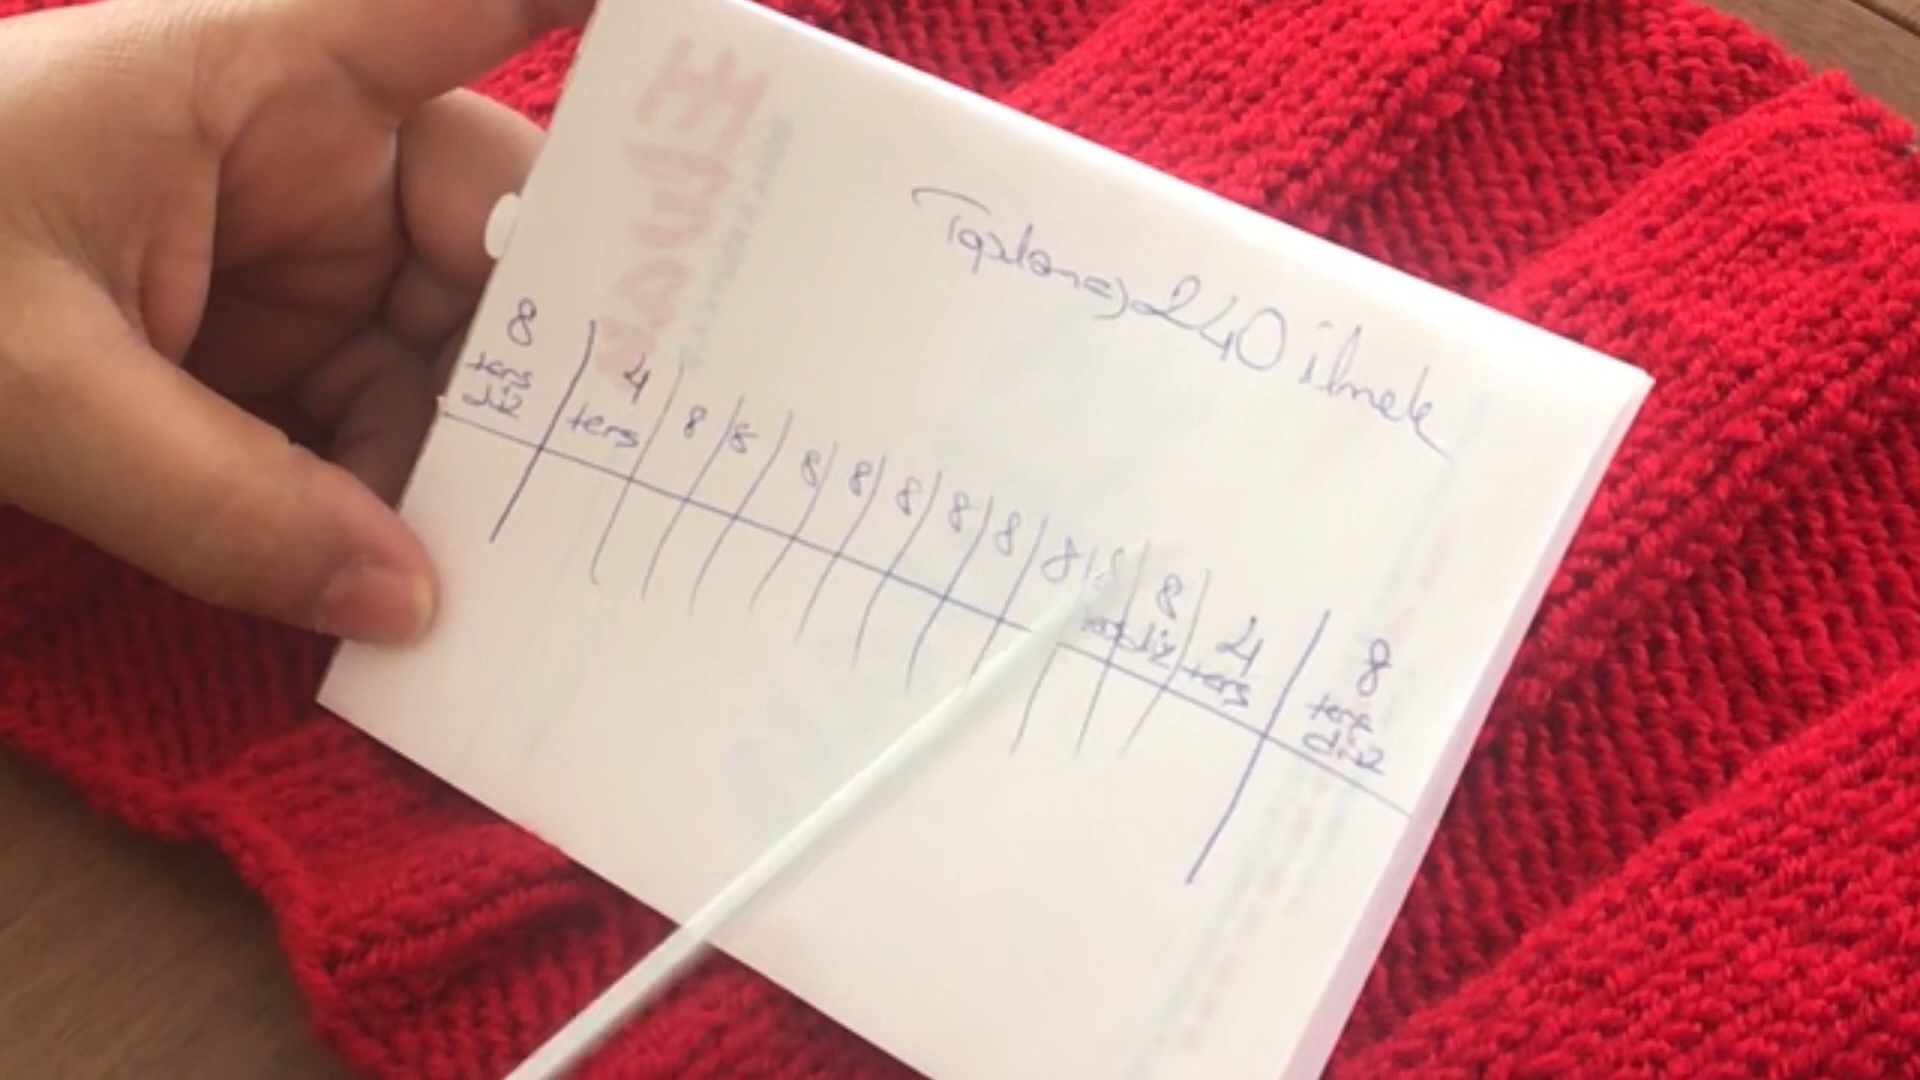 Toplam => 240 ilmek
8 4 8 8 8 8 8 8 8 8 8 8 4 8
ters düz ters ters düz ters ters düz